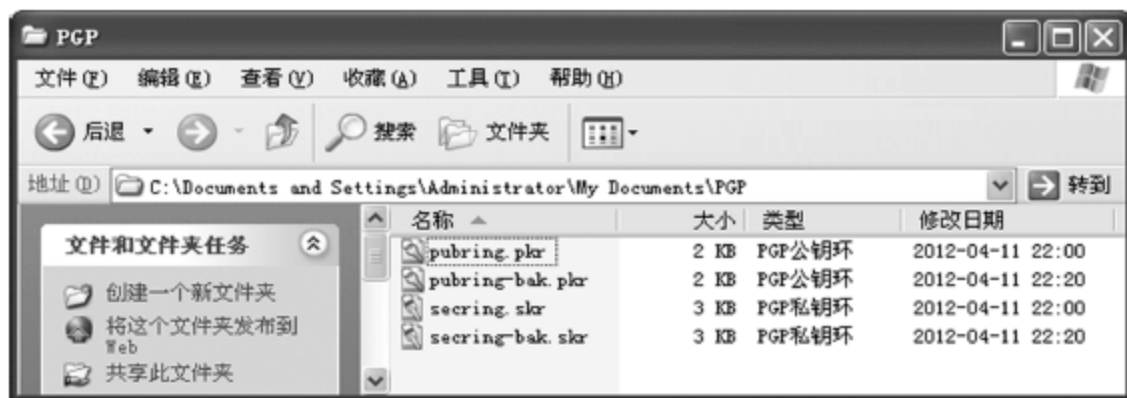 PGP
文件(F) 编辑(E) 查看(V) 收藏(A) 工具(T) 帮助(H)
后退 搜索 文件夹
地址(D) C:\Documents and Settings\Administrator\My Documents\PGP 转到
名称 大小 类型 修改日期
pubring.pkr 2 KB PGP公钥环 2012-04-11 22:00
pubring-bak.pkr 2 KB PGP公钥环 2012-04-11 22:20
secring.skr 3 KB PGP私钥环 2012-04-11 22:00
secring-bak.skr 3 KB PGP私钥环 2012-04-11 22:20
文件和文件夹任务
创建一个新文件夹
将这个文件夹发布到
Web
共享此文件夹